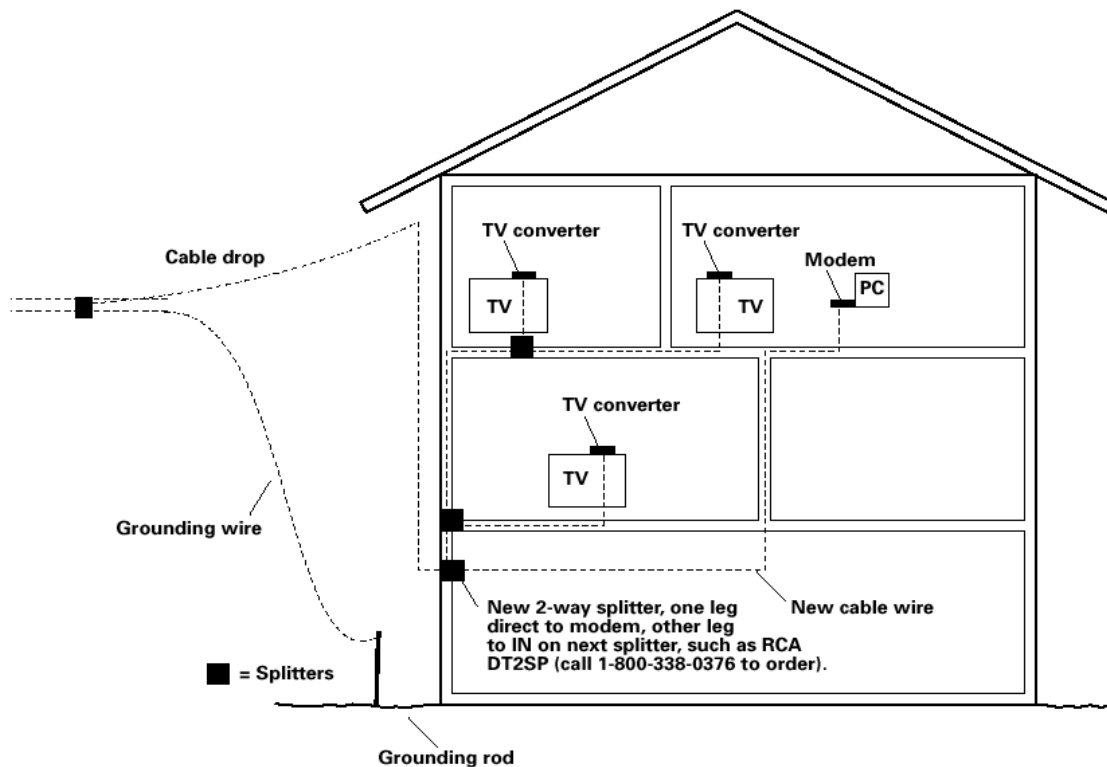 TV converter
TV converter
Cable drop
Modem
TV
TV
PC
TV converter
TV
Grounding wire
New 2-way splitter, one leg
direct to modem, other leg
to IN on next splitter, such as RCA
DT2SP (call 1-800-338-0376 to order).
New cable wire
= Splitters
Grounding rod